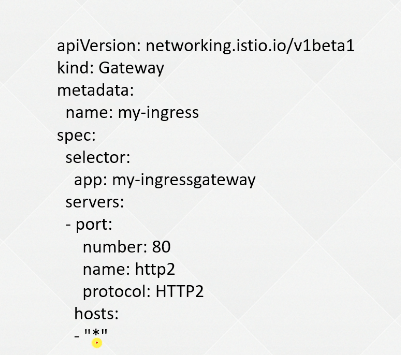 apiVersion: networking.istio.io/v1beta1
kind: Gateway
metadata:
  name: my-ingress
spec:
  selector:
    app: my-ingressgateway
  servers:
  - port:
      number: 80
      name: http2
      protocol: HTTP2
    hosts:
    - "*"